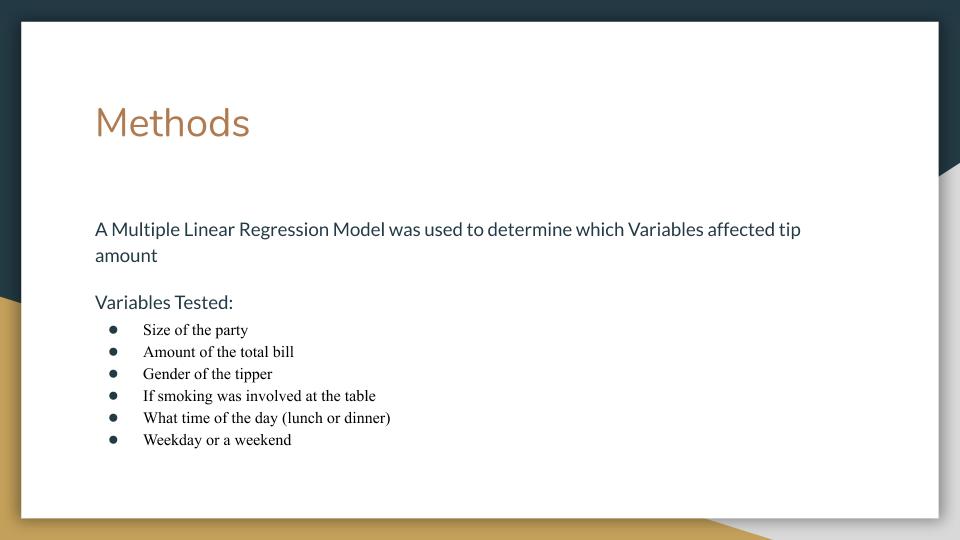 Methods
A Multiple Linear Regression Model was used to determine which Variables affected tip
amount
Variables Tested:
● Size of the party
● Amount of the total bill
● Gender of the tipper
● If smoking was involved at the table
● What time of the day (lunch or dinner)
● Weekday or a weekend